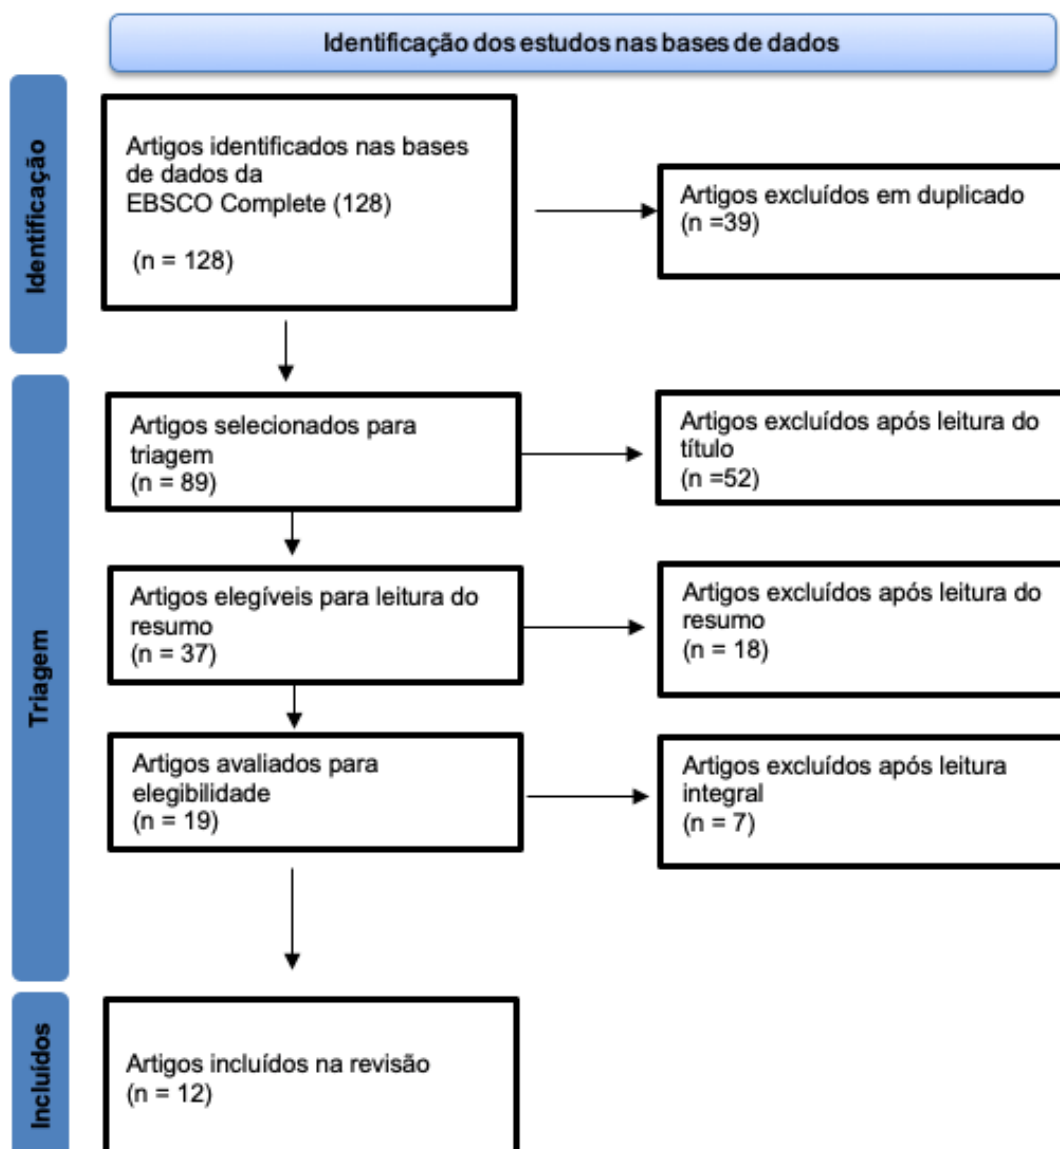 Identificação dos estudos nas bases de dados
Identificação
Artigos identificados nas bases
de dados da
EBSCO Complete (128)
(n = 128)
Artigos excluídos em duplicado
(n =39)
Triagem
Artigos selecionados para
triagem
(n = 89)
Artigos excluídos após leitura do
título
(n =52)
Artigos elegíveis para leitura do
resumo
(n = 37)
Artigos excluídos após leitura do
resumo
(n = 18)
Artigos avaliados para
elegibilidade
(n = 19)
Artigos excluídos após leitura
integral
(n = 7)
Incluídos
Artigos incluídos na revisão
(n = 12)